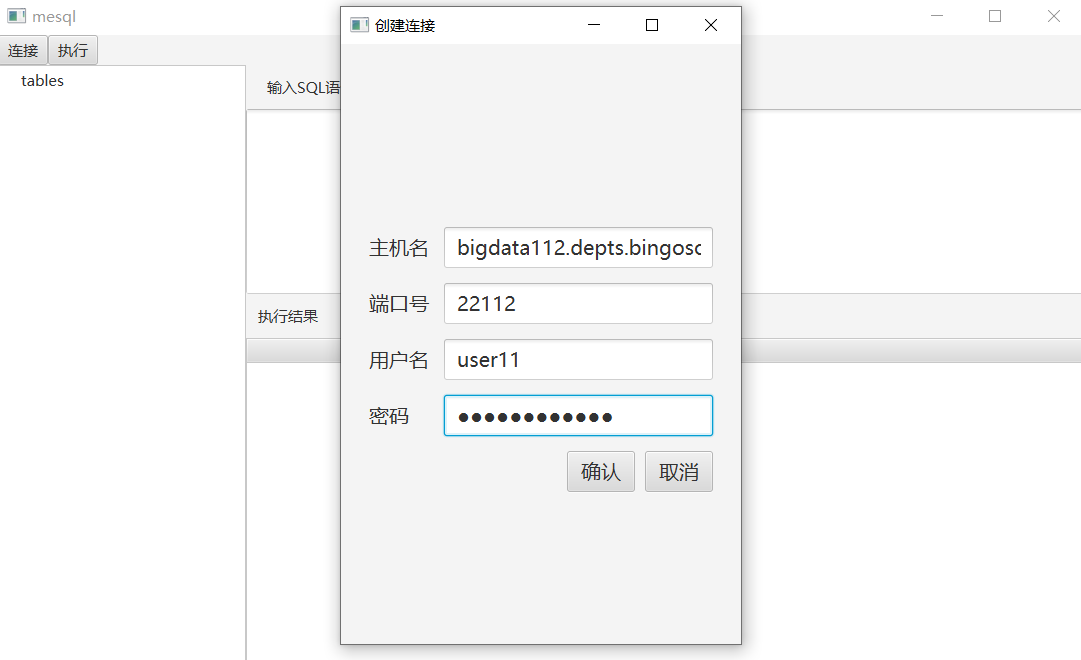 mesql
连接 执行
tables
输入SQL语
执行结果
创建连接
主机名 bigdata112.depts.bingoso
端口号 22112
用户名 user11
密码 ●●●●●●●●●●●●
确认 取消